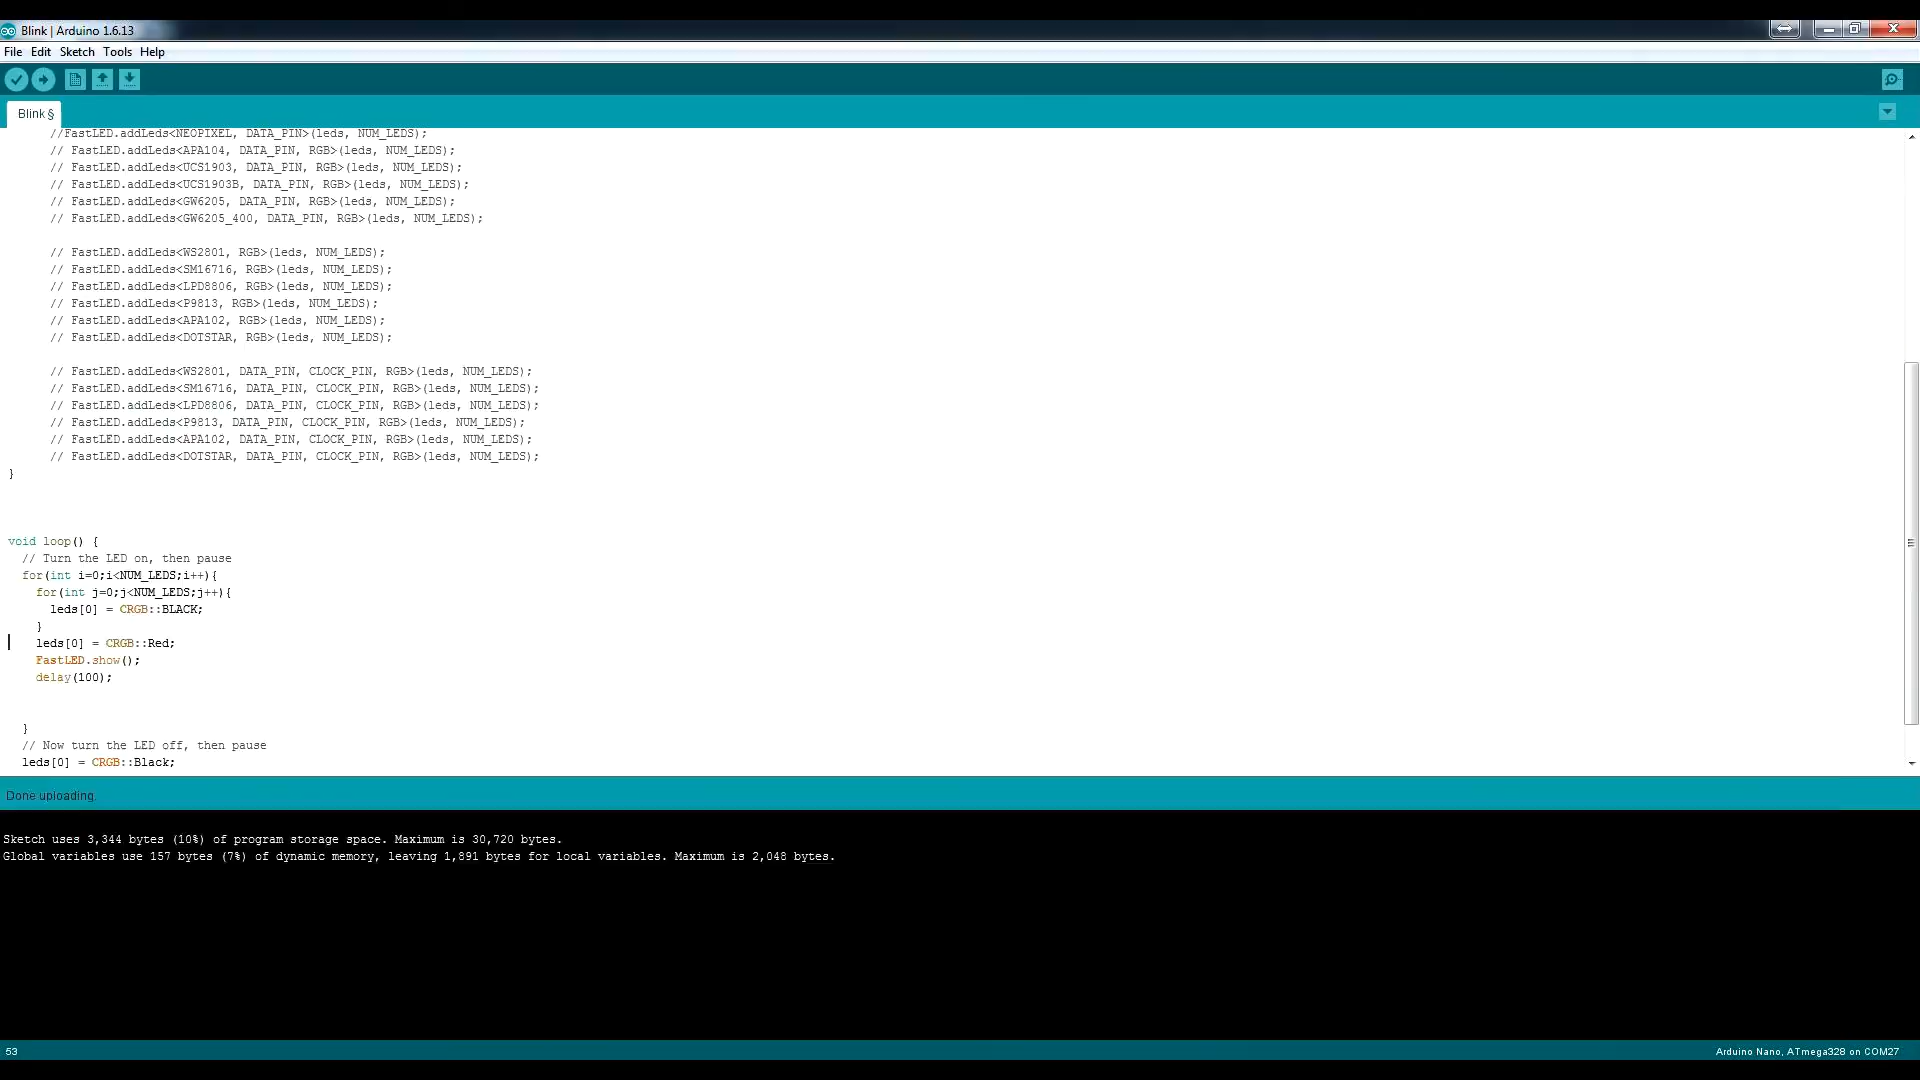 Blink | Arduino 1.6.13
File Edit Sketch Tools Help
Blink §
//FastLED.addLeds<NEOPIXEL, DATA_PIN>(leds, NUM_LEDS);
// FastLED.addLeds<APA104, DATA_PIN, RGB>(leds, NUM_LEDS);
// FastLED.addLeds<UCS1903, DATA_PIN, RGB>(leds, NUM_LEDS);
// FastLED.addLeds<UCS1903B, DATA_PIN, RGB>(leds, NUM_LEDS);
// FastLED.addLeds<GW6205, DATA_PIN, RGB>(leds, NUM_LEDS);
// FastLED.addLeds<GW6205_400, DATA_PIN, RGB>(leds, NUM_LEDS);
// FastLED.addLeds<WS2801, RGB>(leds, NUM_LEDS);
// FastLED.addLeds<SM16716, RGB>(leds, NUM_LEDS);
// FastLED.addLeds<LPD8806, RGB>(leds, NUM_LEDS);
// FastLED.addLeds<P9813, RGB>(leds, NUM_LEDS);
// FastLED.addLeds<APA102, RGB>(leds, NUM_LEDS);
// FastLED.addLeds<DOTSTAR, RGB>(leds, NUM_LEDS);
// FastLED.addLeds<WS2801, DATA_PIN, CLOCK_PIN, RGB>(leds, NUM_LEDS);
// FastLED.addLeds<SM16716, DATA_PIN, CLOCK_PIN, RGB>(leds, NUM_LEDS);
// FastLED.addLeds<LPD8806, DATA_PIN, CLOCK_PIN, RGB>(leds, NUM_LEDS);
// FastLED.addLeds<P9813, DATA_PIN, CLOCK_PIN, RGB>(leds, NUM_LEDS);
// FastLED.addLeds<APA102, DATA_PIN, CLOCK_PIN, RGB>(leds, NUM_LEDS);
// FastLED.addLeds<DOTSTAR, DATA_PIN, CLOCK_PIN, RGB>(leds, NUM_LEDS);
}
void loop() {
// Turn the LED on, then pause
for(int i=0;i<NUM_LEDS;i++){
for(int j=0;j<NUM_LEDS;j++){
leds[0] = CRGB::BLACK;
}
leds[0] = CRGB::Red;
FastLED.show();
delay(100);
}
// Now turn the LED off, then pause
leds[0] = CRGB::Black;
Done uploading.
Sketch uses 3,344 bytes (10%) of program storage space. Maximum is 30,720 bytes.
Global variables use 157 bytes (7%) of dynamic memory, leaving 1,891 bytes for local variables. Maximum is 2,048 bytes.
53
Arduino Nano, ATmega328 on COM27